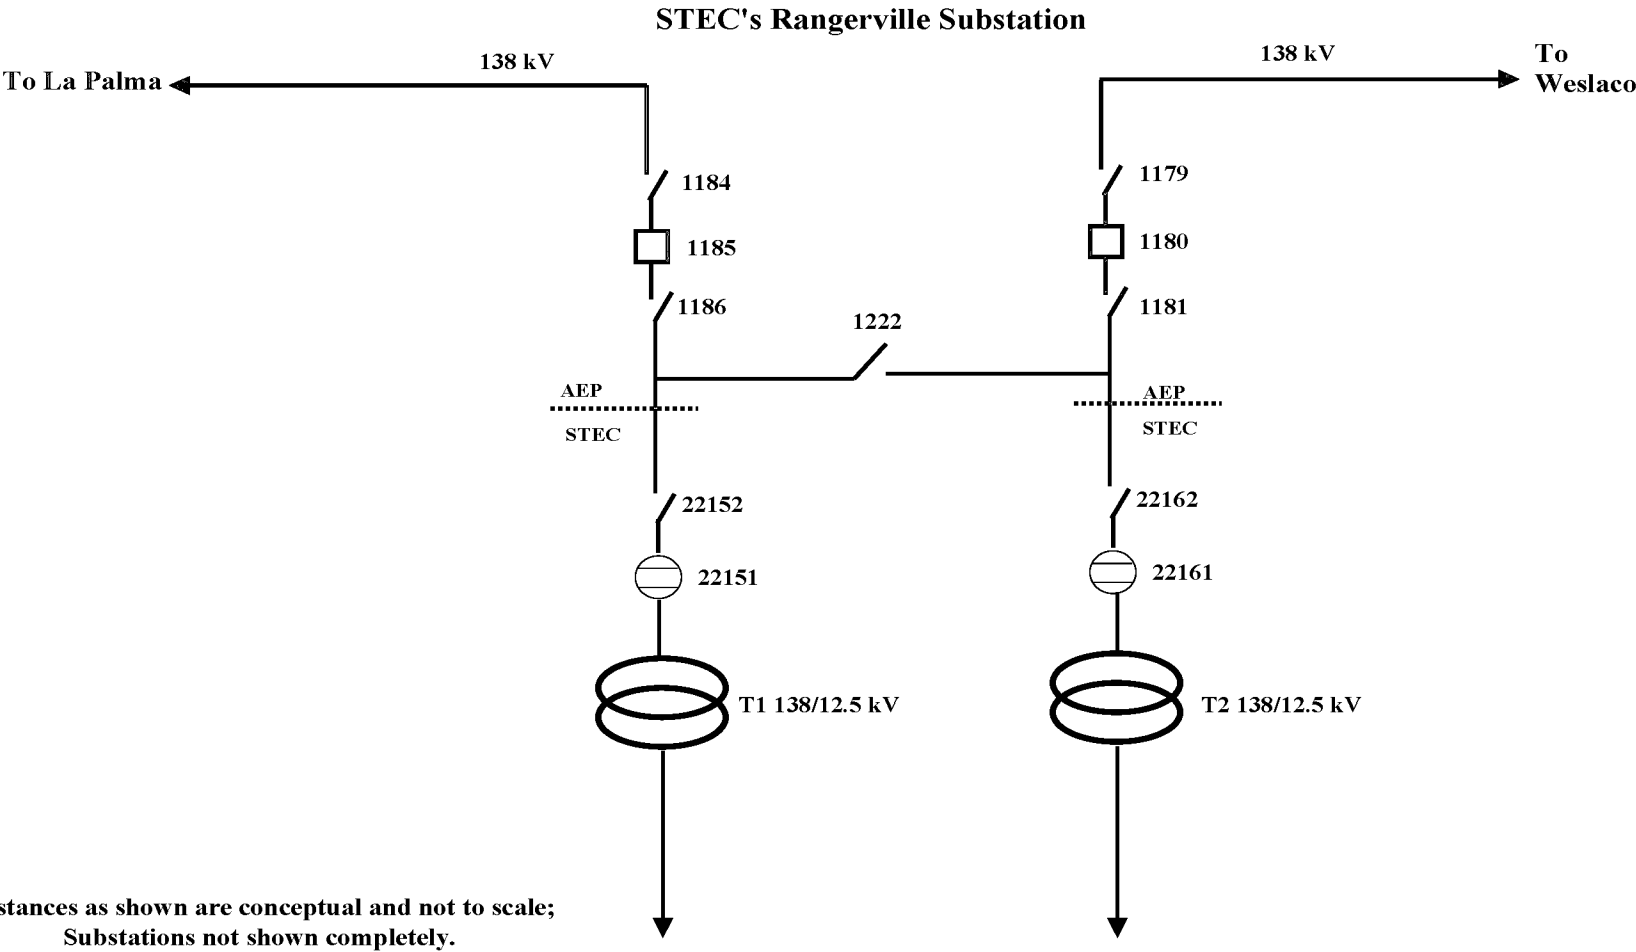 STEC's Rangerville Substation
138 kV
138 kV
To
Weslaco
To La Palma
1184
1179
1185
1180
1186
1181
1222
AEP
STEC
AEP
STEC
22152
22162
22151
22161
T1 138/12.5 kV
T2 138/12.5 kV
stances as shown are conceptual and not to scale;
Substations not shown completely.